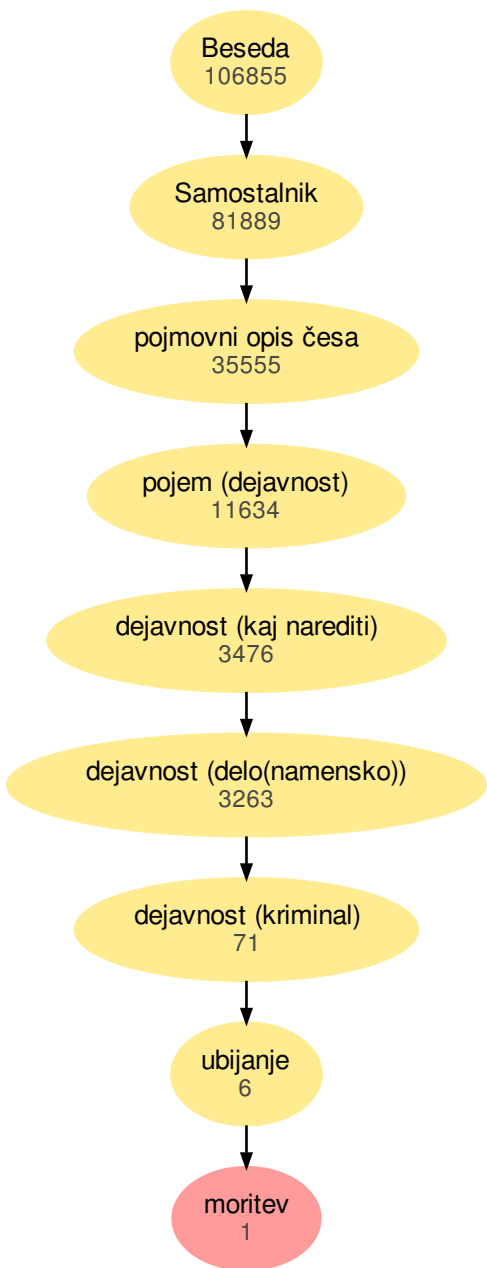 Beseda
106855
Samostalnik
81889
pojmovni opis česa
35555
pojem (dejavnost)
11634
dejavnost (kaj narediti)
3476
dejavnost (delo(namensko))
3263
dejavnost (kriminal)
71
ubijanje
6
moritev
1